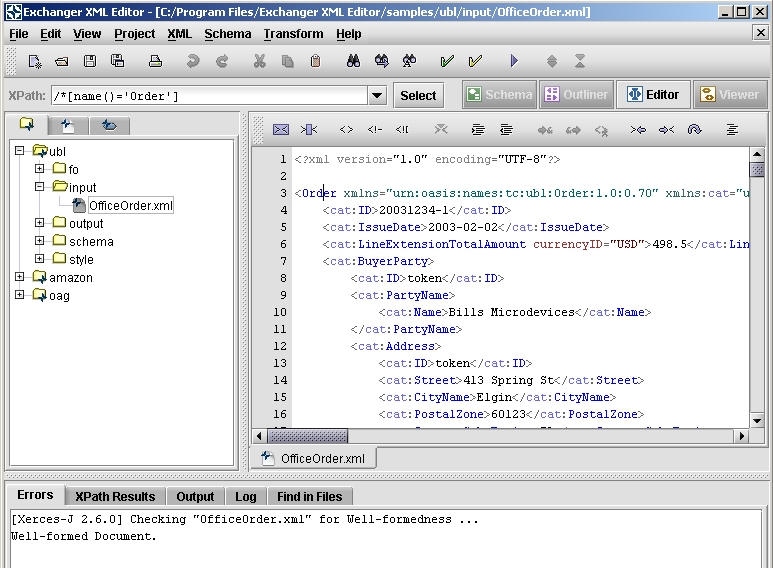 Exchanger XML Editor - [C:/Program Files/Exchanger XML Editor/samples/ubl/input/OfficeOrder.xml]
File Edit View Project XML Schema Transform Help
XPath: /*[name()='Order'] Select Schema Outliner Editor Viewer
ubl
fo
input
OfficeOrder.xml
output
schema
style
amazon
oag
1 <?xml version="1.0" encoding="UTF-8"?>
2
3 <Order xmlns="urn:oasis:names:tc:ubl:Order:1.0:0.70" xmlns:cat="u
4 <cat:ID>20031234-1</cat:ID>
5 <cat:IssueDate>2003-02-02</cat:IssueDate>
6 <cat:LineExtensionTotalAmount currencyID="USD">498.5</cat:Lin
7 <cat:BuyerParty>
8 <cat:ID>token</cat:ID>
9 <cat:PartyName>
10 <cat:Name>Bills Microdevices</cat:Name>
11 </cat:PartyName>
12 <cat:Address>
13 <cat:ID>token</cat:ID>
14 <cat:Street>413 Spring St</cat:Street>
15 <cat:CityName>Elgin</cat:CityName>
16 <cat:PostalZone>60123</cat:PostalZone>
OfficeOrder.xml
Errors XPath Results Output Log Find in Files
[Xerces-J 2.6.0] Checking "OfficeOrder.xml" for Well-formedness ...
Well-formed Document.